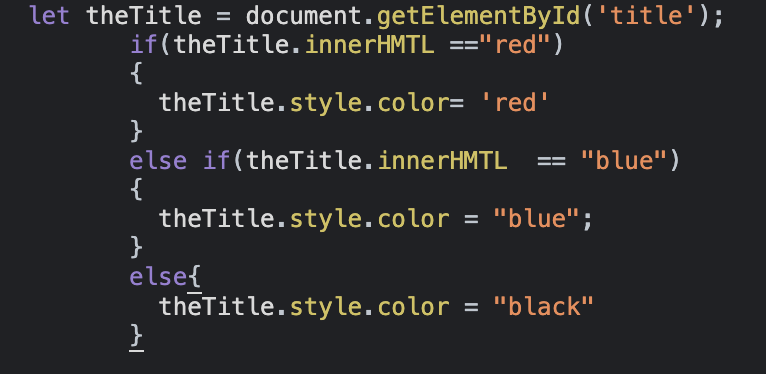 let theTitle = document.getElementById('title');
if(theTitle.innerHMTL =="red")
{
theTitle.style.color= 'red'
}
else if(theTitle.innerHMTL  == "blue")
{
theTitle.style.color = "blue";
}
else{
theTitle.style.color = "black"
}